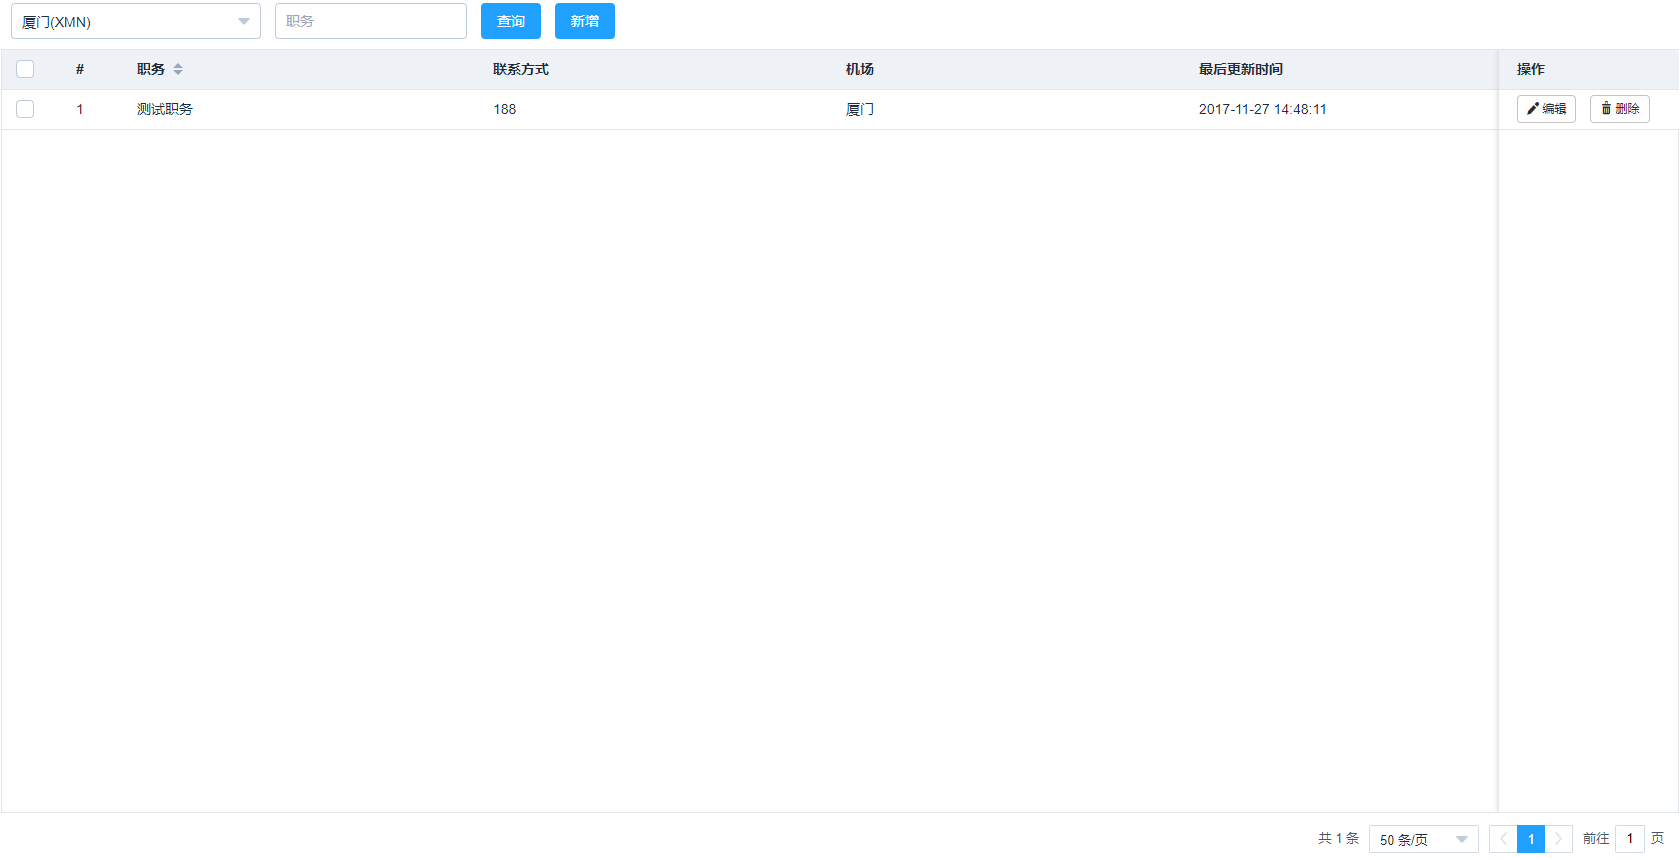 厦门(XMN) 职务 查询 新增
# 职务 联系方式 机场 最后更新时间 操作
1 测试职务 188 厦门 2017-11-27 14:48:11 编辑 删除
共 1 条 50 条/页 1 前往 1 页